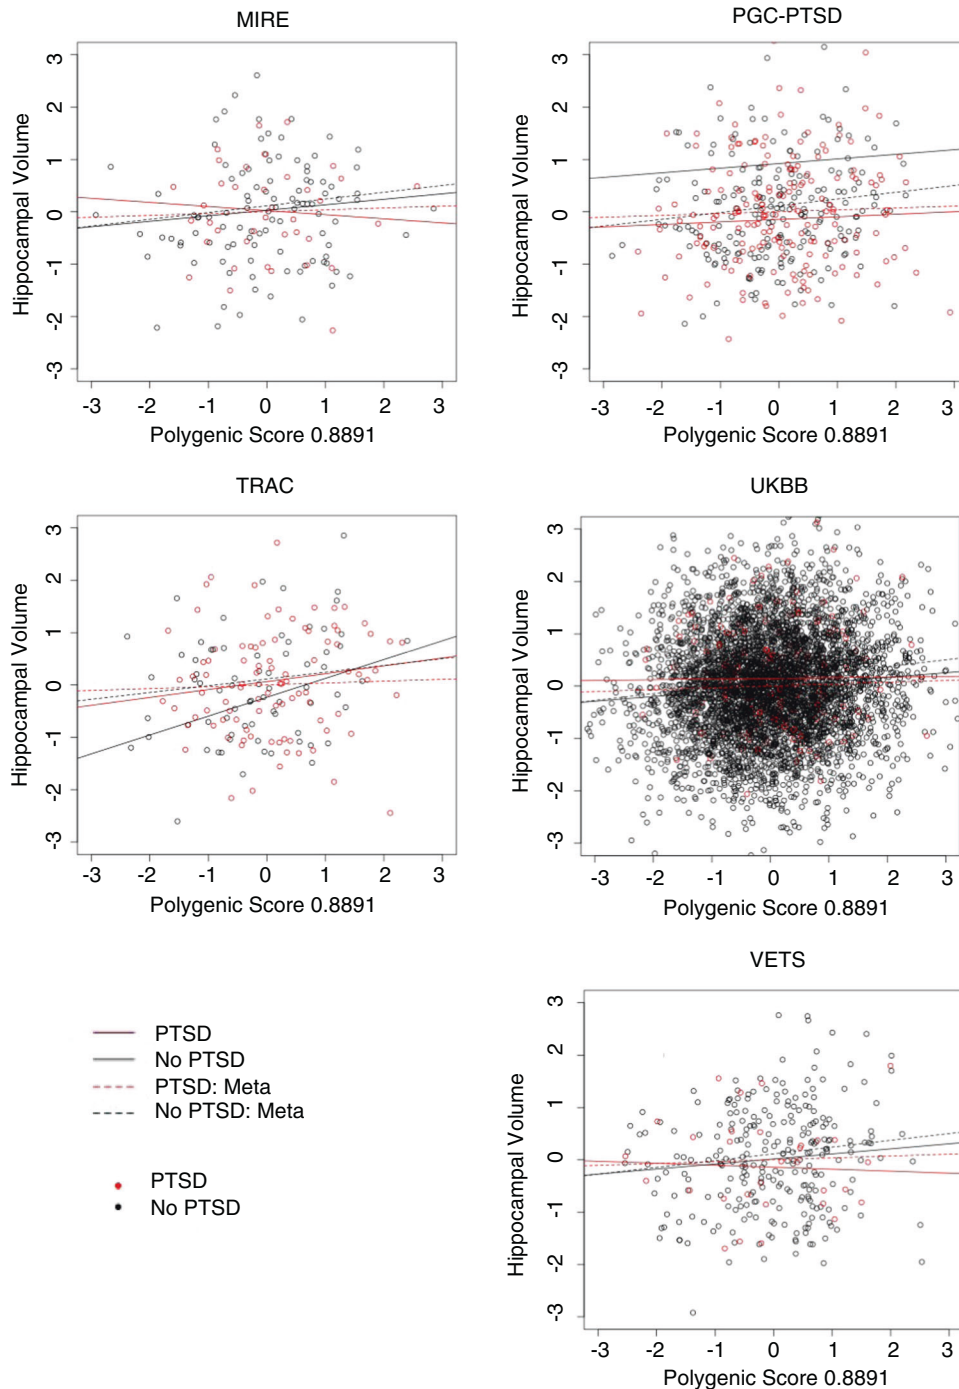 MIRE
3
2
1
0
-1
-2
-3
Hippocampal Volume
-3 -2 -1 0 1 2 3
Polygenic Score 0.8891
PGC-PTSD
3
2
1
0
-1
-2
-3
Hippocampal Volume
-3 -2 -1 0 1 2 3
Polygenic Score 0.8891
TRAC
3
2
1
0
-1
-2
-3
Hippocampal Volume
-3 -2 -1 0 1 2 3
Polygenic Score 0.8891
UKBB
3
2
1
0
-1
-2
-3
Hippocampal Volume
-3 -2 -1 0 1 2 3
Polygenic Score 0.8891
PTSD
No PTSD
PTSD: Meta
No PTSD: Meta
PTSD
No PTSD
VETS
3
2
1
0
-1
-2
-3
Hippocampal Volume
-3 -2 -1 0 1 2 3
Polygenic Score 0.8891